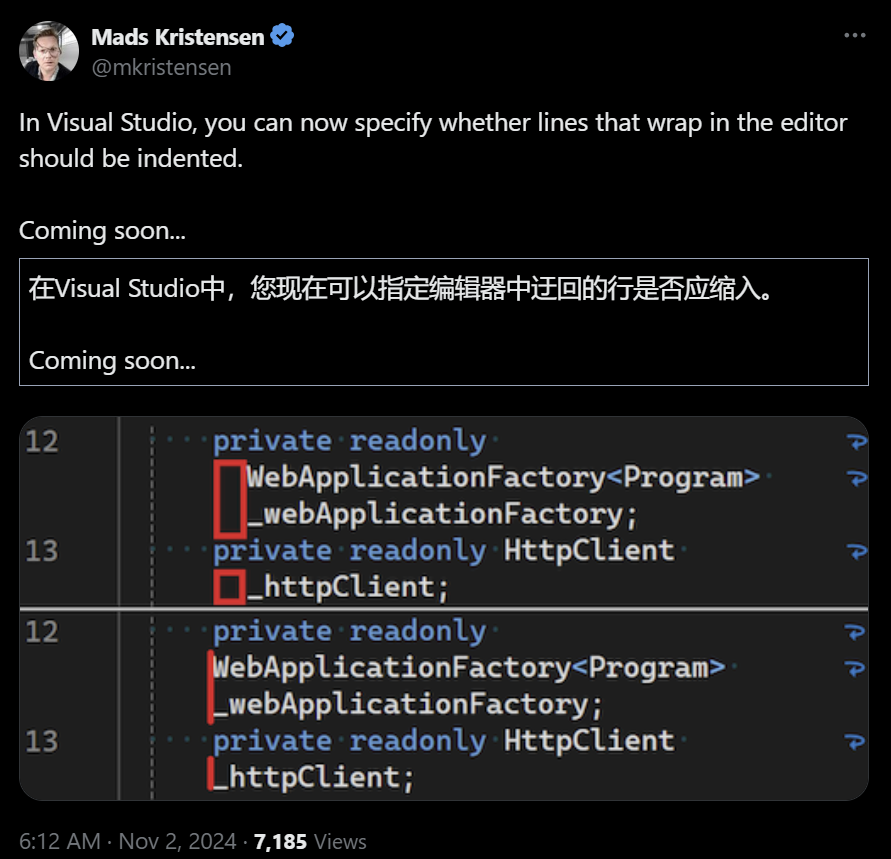 Mads Kristensen
@mkristensen
In Visual Studio, you can now specify whether lines that wrap in the editor
should be indented.
Coming soon...
在Visual Studio中，您现在可以指定编辑器中迂回的行是否应缩入。
Coming soon...
12 private readonly
WebApplicationFactory<Program>
_webApplicationFactory;
13 private readonly HttpClient
_httpClient;
12 private readonly
WebApplicationFactory<Program>
_webApplicationFactory;
13 private readonly HttpClient
_httpClient;
6:12 AM · Nov 2, 2024 · 7,185 Views